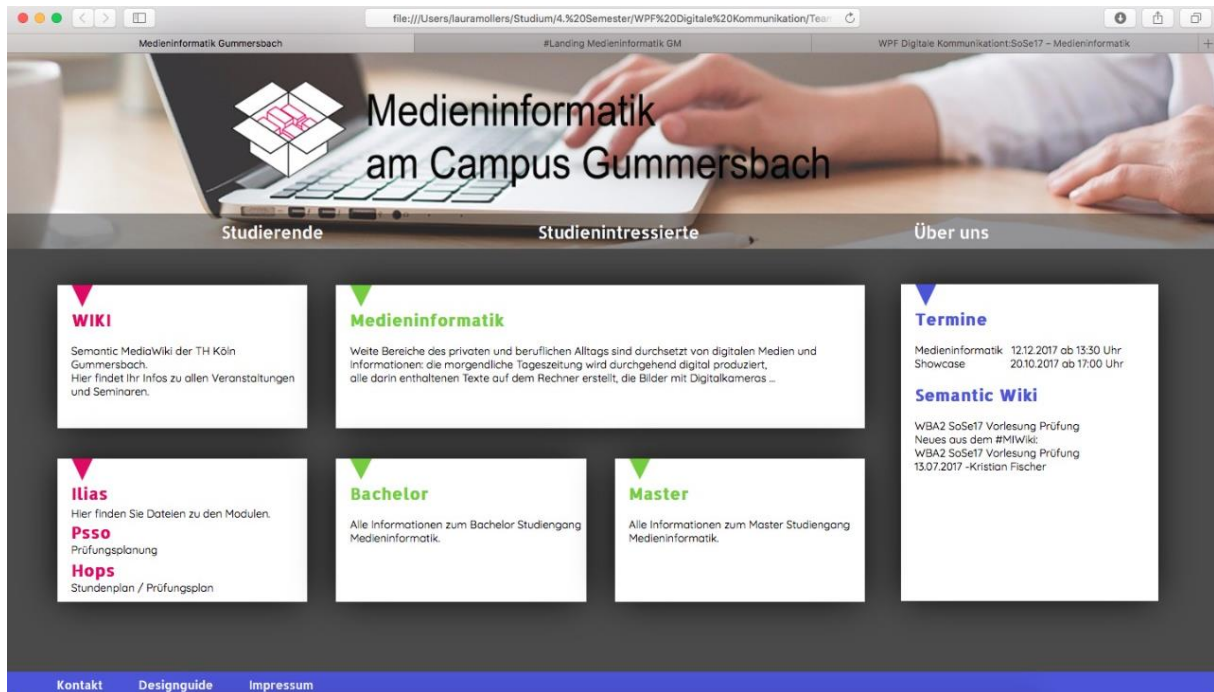 file:///Users/lauramollers/Studium/4.%20Semester/WPF%20Digitale%20Kommunikation/Tear
Medieninformatik Gummersbach
#Landing Medieninformatik GM
WPF Digitale Kommunikationt:SoSe17 – Medieninformatik
Medieninformatik
am Campus Gummersbach
Studierende
Studienintressierte
Über uns
WIKI
Semantic MediaWiki der TH Köln
Gummersbach.
Hier findet Ihr Infos zu allen Veranstaltungen
und Seminaren.
Medieninformatik
Weite Bereiche des privaten und beruflichen Alltags sind durchsetzt von digitalen Medien und
Informationen: die morgendliche Tageszeitung wird durchgehend digital produziert,
alle darin enthaltenen Texte auf dem Rechner erstellt, die Bilder mit Digitalkameras ...
Termine
Medieninformatik 12.12.2017 ab 13:30 Uhr
Showcase 20.10.2017 ab 17:00 Uhr
Semantic Wiki
WBA2 SoSe17 Vorlesung Prüfung
Neues aus dem #MIWiki:
WBA2 SoSe17 Vorlesung Prüfung
13.07.2017 -Kristian Fischer
Ilias
Hier finden Sie Dateien zu den Modulen.
Psso
Prüfungsplanung
Hops
Stundenplan / Prüfungsplan
Bachelor
Alle Informationen zum Bachelor Studiengang
Medieninformatik.
Master
Alle Informationen zum Master Studiengang
Medieninformatik.
Kontakt
Designguide
Impressum